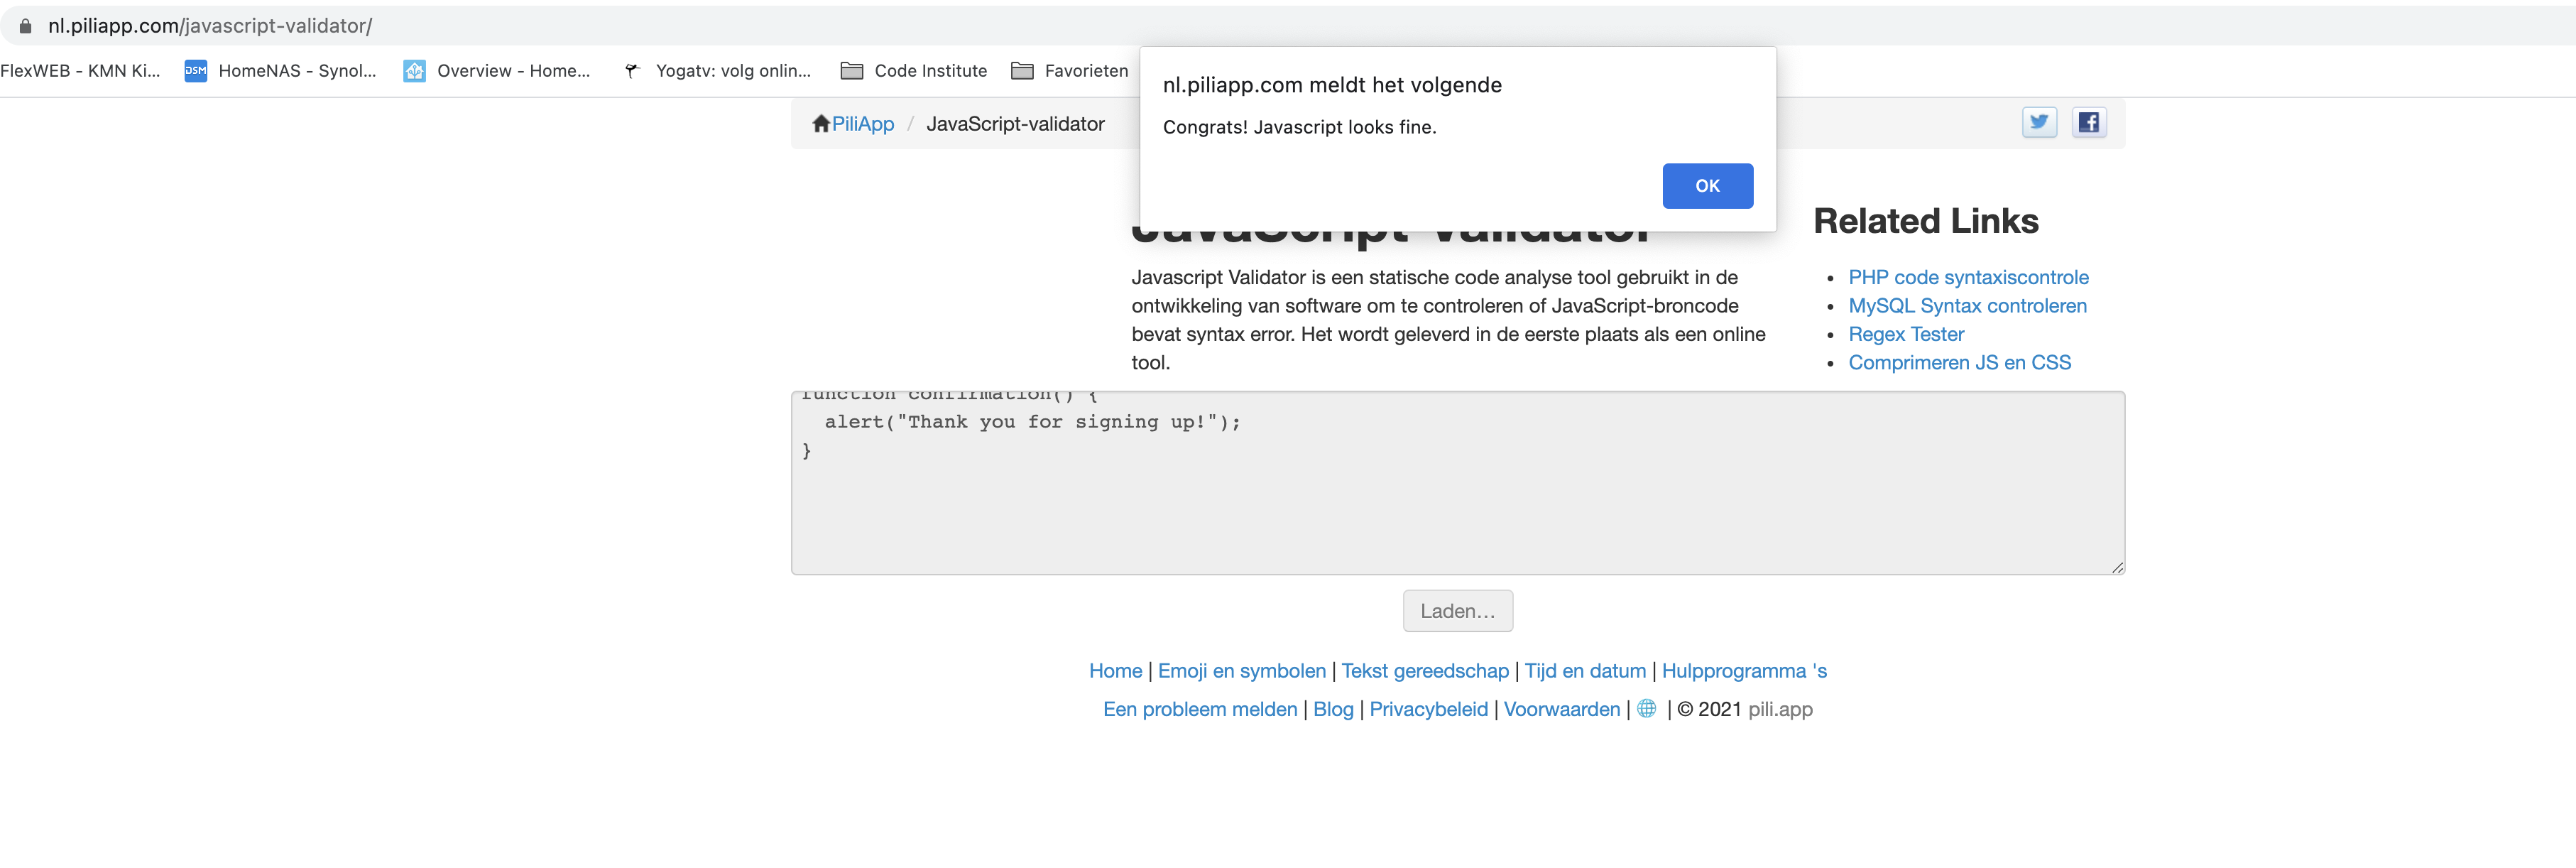 nl.piliapp.com/javascript-validator/
FlexWEB - KMN Ki... DSM HomeNAS - Synol... Overview - Home... Yogatv: volg onlin... Code Institute Favorieten
nl.piliapp.com meldt het volgende
Congrats! Javascript looks fine.
OK
PiliApp / JavaScript-validator
JavaScript-validator
Javascript Validator is een statische code analyse tool gebruikt in de
ontwikkeling van software om te controleren of JavaScript-broncode
bevat syntax error. Het wordt geleverd in de eerste plaats als een online
tool.
Related Links
PHP code syntaxiscontrole
MySQL Syntax controleren
Regex Tester
Comprimeren JS en CSS
function confirmation() {
alert("Thank you for signing up!");
}
Laden...
Home | Emoji en symbolen | Tekst gereedschap | Tijd en datum | Hulpprogramma 's
Een probleem melden | Blog | Privacybeleid | Voorwaarden | | © 2021 pili.app